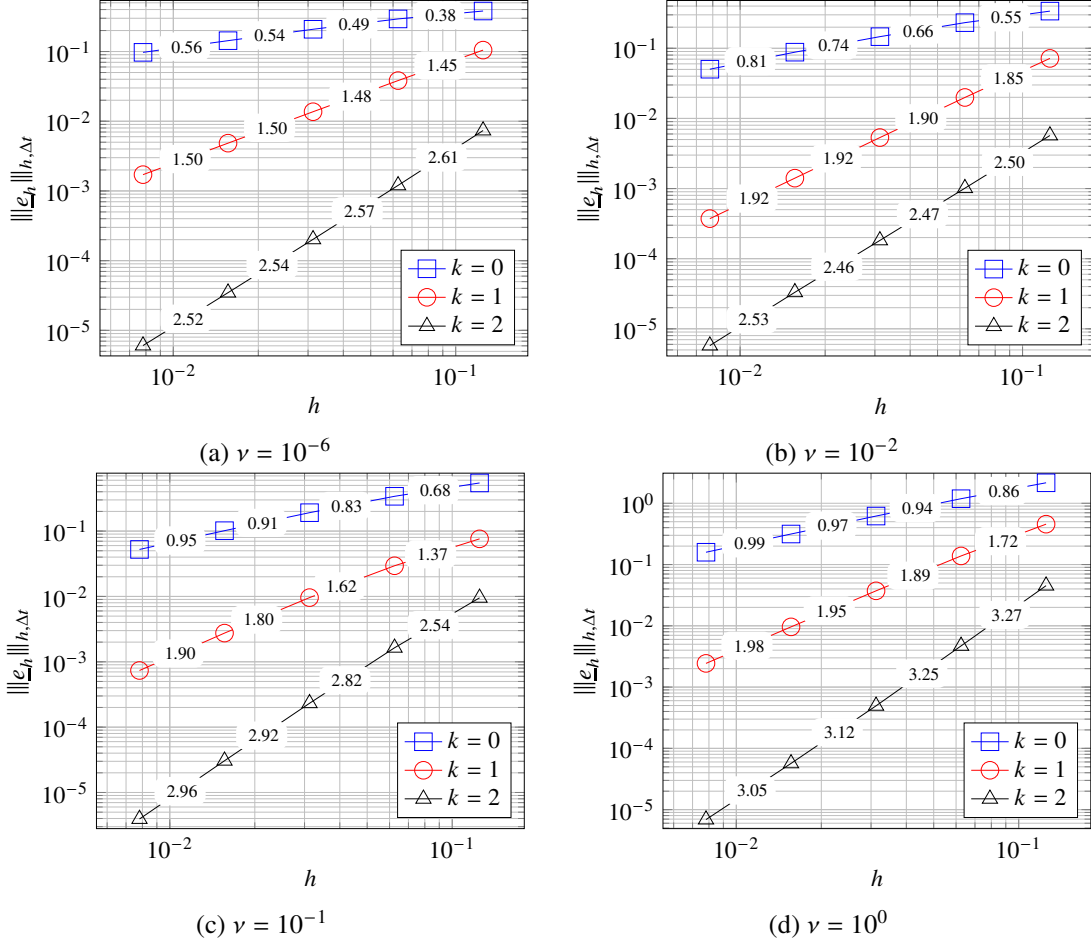 10⁻¹
10⁻²
10⁻³
10⁻⁴
10⁻⁵
|||e̲ₕ|||ₕ,Δt
0.56 0.54 0.49 0.38
1.50 1.50 1.48 1.45
2.52 2.54 2.57 2.61
k = 0
k = 1
k = 2
10⁻² 10⁻¹
h
(a) ν = 10⁻⁶
10⁻¹
10⁻²
10⁻³
10⁻⁴
10⁻⁵
|||e̲ₕ|||ₕ,Δt
0.81 0.74 0.66 0.55
1.92 1.92 1.90 1.85
2.53 2.46 2.47 2.50
k = 0
k = 1
k = 2
10⁻² 10⁻¹
h
(b) ν = 10⁻²
10⁻¹
10⁻²
10⁻³
10⁻⁴
10⁻⁵
|||e̲ₕ|||ₕ,Δt
0.95 0.91 0.83 0.68
1.90 1.80 1.62 1.37
2.96 2.92 2.82 2.54
k = 0
k = 1
k = 2
10⁻² 10⁻¹
h
(c) ν = 10⁻¹
10⁰
10⁻¹
10⁻²
10⁻³
10⁻⁴
10⁻⁵
|||e̲ₕ|||ₕ,Δt
0.99 0.97 0.94 0.86
1.98 1.95 1.89 1.72
3.05 3.12 3.25 3.27
k = 0
k = 1
k = 2
10⁻² 10⁻¹
h
(d) ν = 10⁰